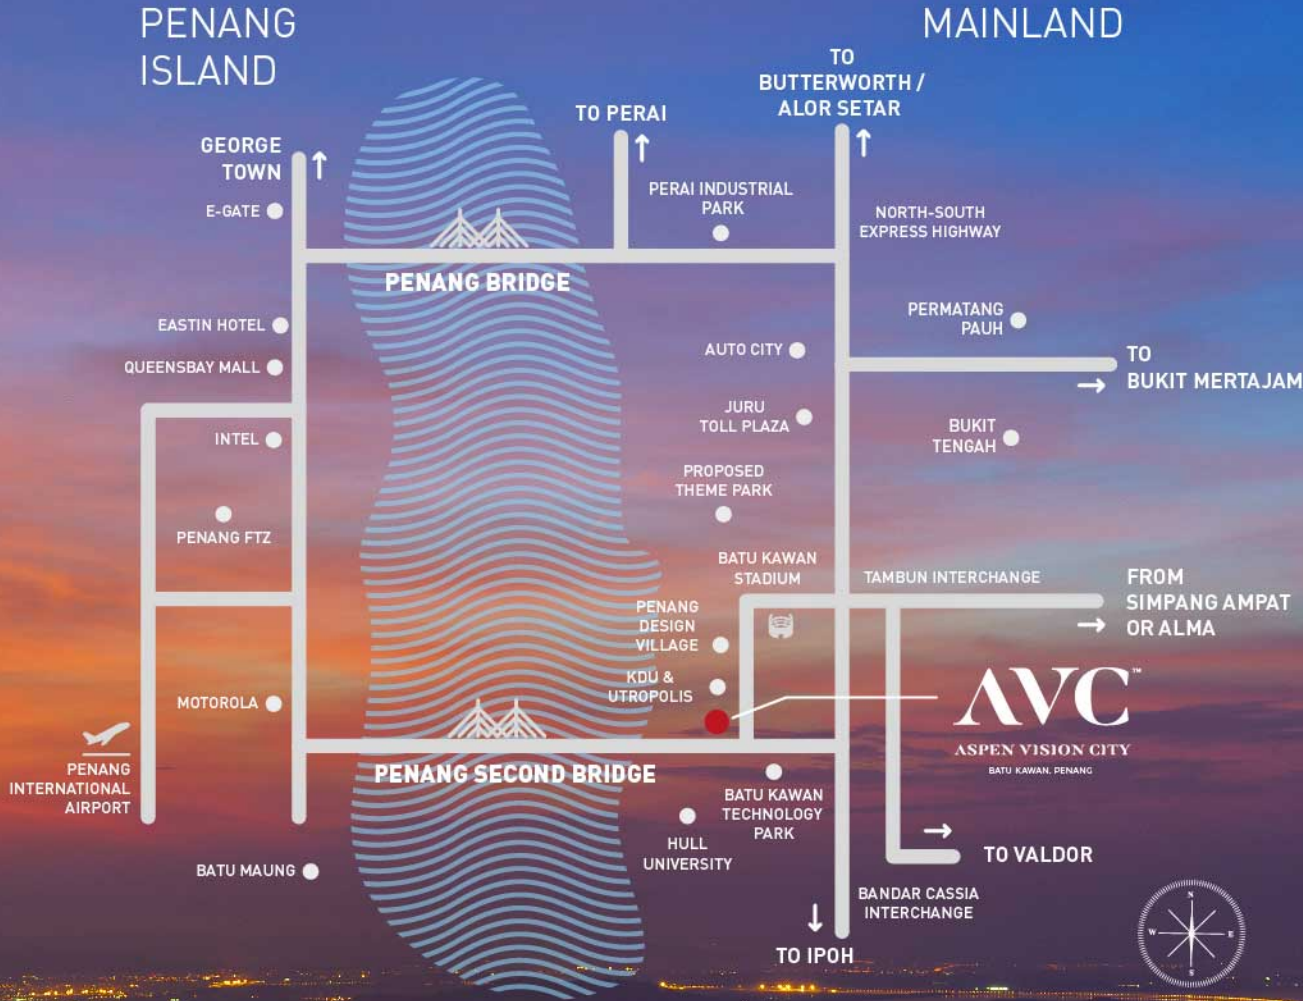 PENANG
ISLAND
MAINLAND
TO
BUTTERWORTH /
ALOR SETAR
TO PERAI
GEORGE
TOWN
E-GATE
PERAI INDUSTRIAL
PARK
NORTH-SOUTH
EXPRESS HIGHWAY
PENANG BRIDGE
EASTIN HOTEL
QUEENSBAY MALL
AUTO CITY
PERMATANG
PAUH
TO
BUKIT MERTAJAM
INTEL
JURU
TOLL PLAZA
BUKIT
TENGAH
PROPOSED
THEME PARK
PENANG FTZ
BATU KAWAN
STADIUM
TAMBUN INTERCHANGE
FROM
SIMPANG AMPAT
OR ALMA
PENANG
DESIGN
VILLAGE
KDU &
UTROPOLIS
MOTOROLA
AVC™
ASPEN VISION CITY
BATU KAWAN, PENANG
PENANG
INTERNATIONAL
AIRPORT
PENANG SECOND BRIDGE
BATU KAWAN
TECHNOLOGY
PARK
HULL
UNIVERSITY
TO VALDOR
BATU MAUNG
BANDAR CASSIA
INTERCHANGE
TO IPOH
N
W
E
S